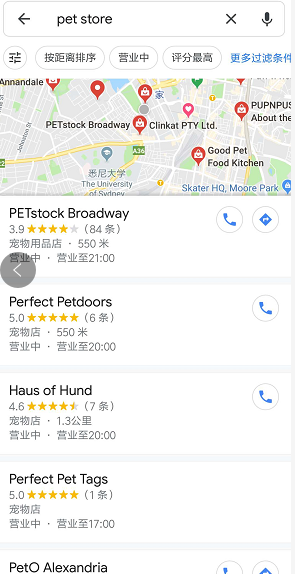 pet store
按距离排序 营业中 评分最高 更多过滤条件
Annandale
家
PUPNPUS
PETstock Broadway
Clinkat PTY Ltd.
About the
A36
Good Pet
Food Kitchen
悉尼大学
The University
of Sydney
Skater HQ, Moore Park
PETstock Broadway
3.9 ★★★★★ (84 条)
宠物用品店 · 550 米
营业中 · 营业至21:00
Perfect Petdoors
5.0 ★★★★★ (6 条)
宠物店 · 550 米
营业中 · 营业至20:00
Haus of Hund
4.6 ★★★★★ (7 条)
宠物店 · 1.3公里
营业中 · 营业至20:00
Perfect Pet Tags
5.0 ★★★★★ (1 条)
宠物店
营业中 · 营业至17:00
PetO Alexandria